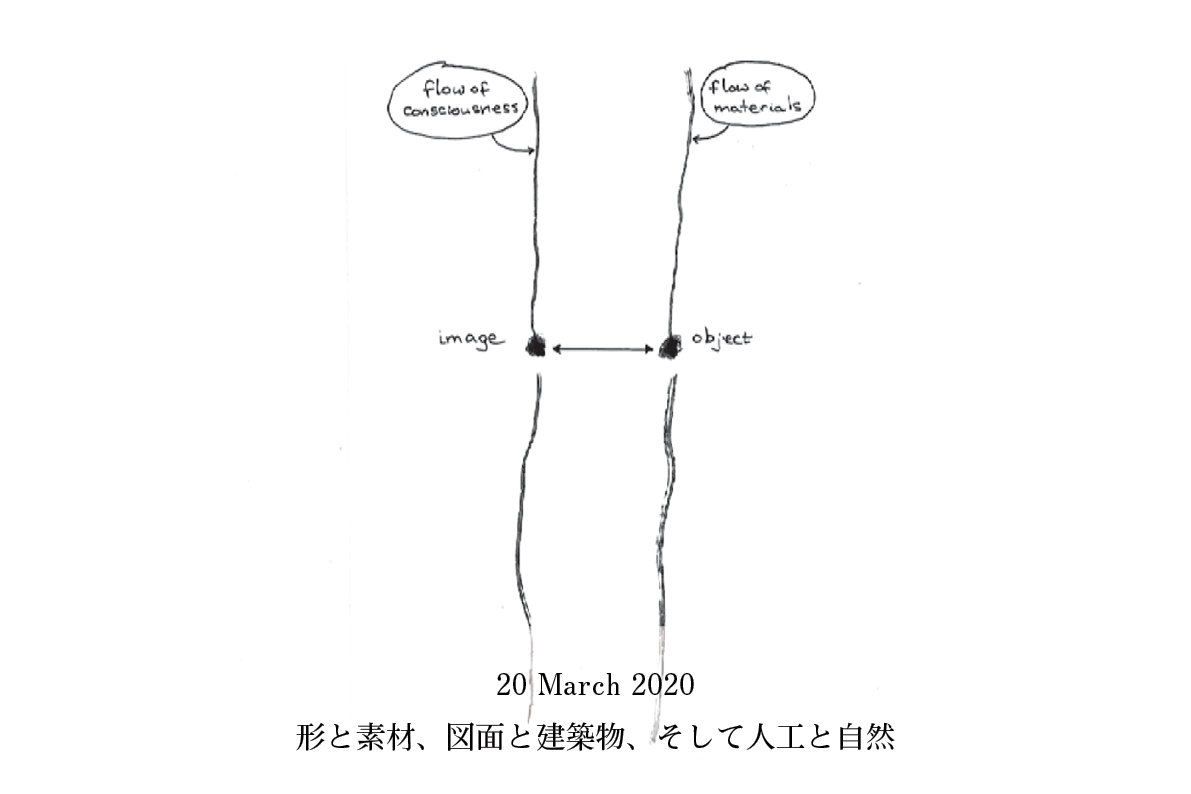 flow of
consciousness
flow of
materials
image
object
20 March 2020
形と素材、図面と建築物、そして人工と自然